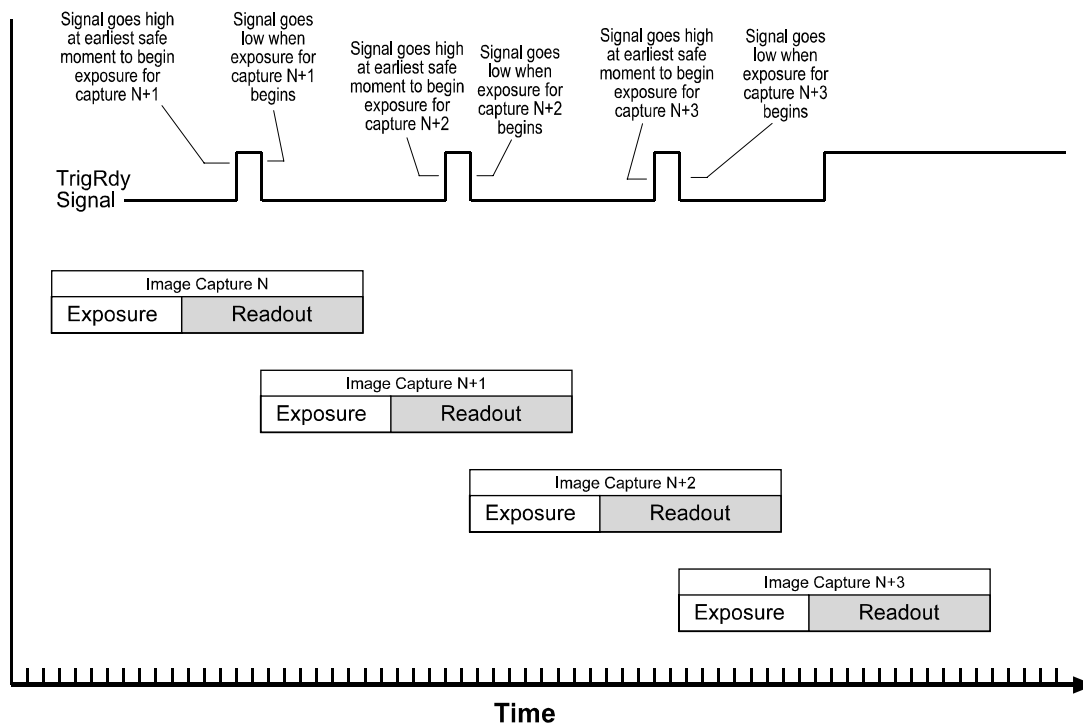 Signal goes high
at earliest safe
moment to begin
exposure for
capture N+1
Signal goes
low when
exposure for
capture N+1
begins
Signal goes high
at earliest safe
moment to begin
exposure for
capture N+2
Signal goes
low when
exposure for
capture N+2
begins
Signal goes high
at earliest safe
moment to begin
exposure for
capture N+3
Signal goes
low when
exposure for
capture N+3
begins
TrigRdy
Signal
Image Capture N
Exposure Readout
Image Capture N+1
Exposure Readout
Image Capture N+2
Exposure Readout
Image Capture N+3
Exposure Readout
Time